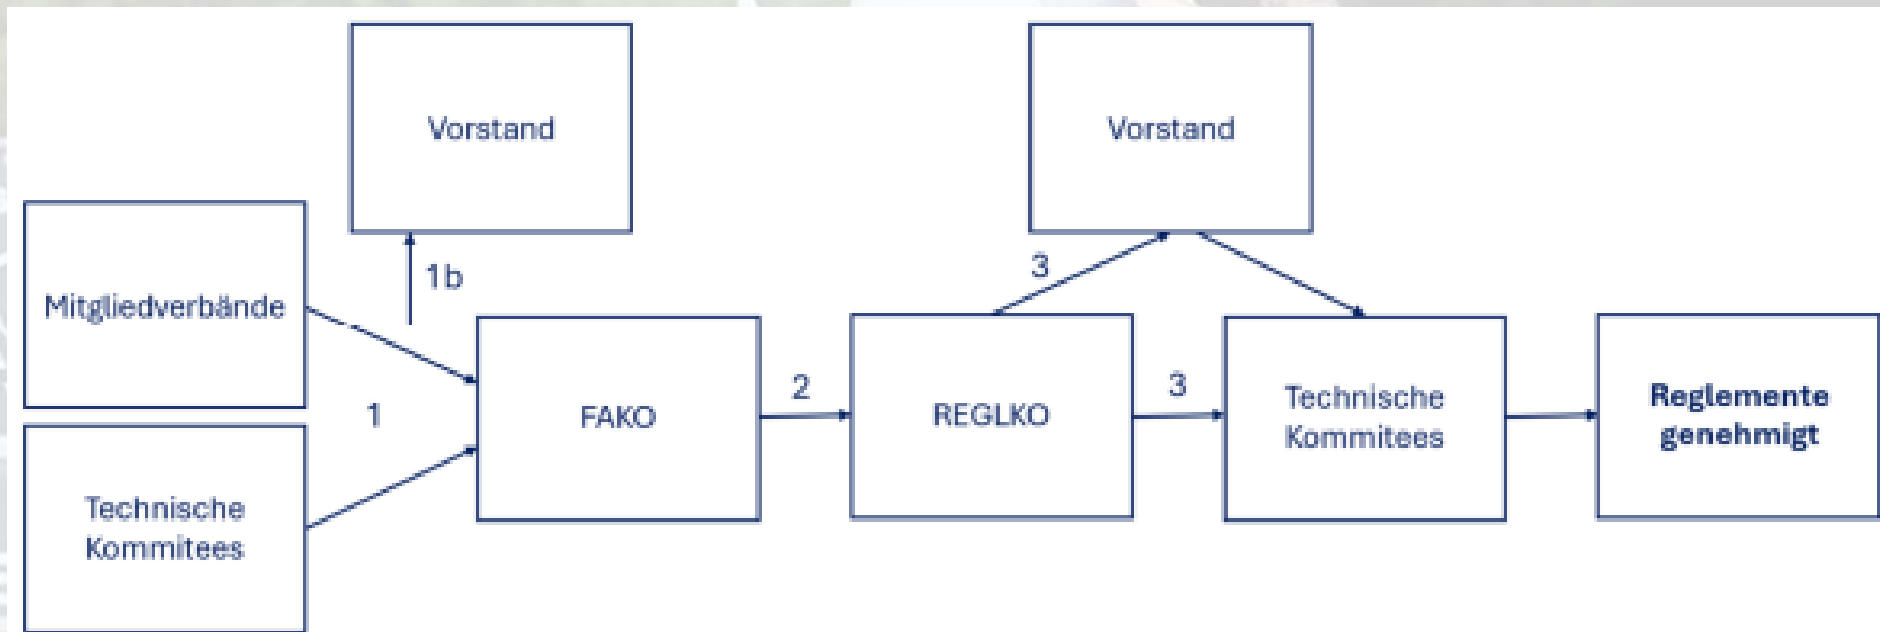 Vorstand
Vorstand
Mitgliedverbände
1b
3
1
Technische
Kommitees
FAKO
2
REGLKO
3
Technische
Kommitees
Reglemente
genehmigt